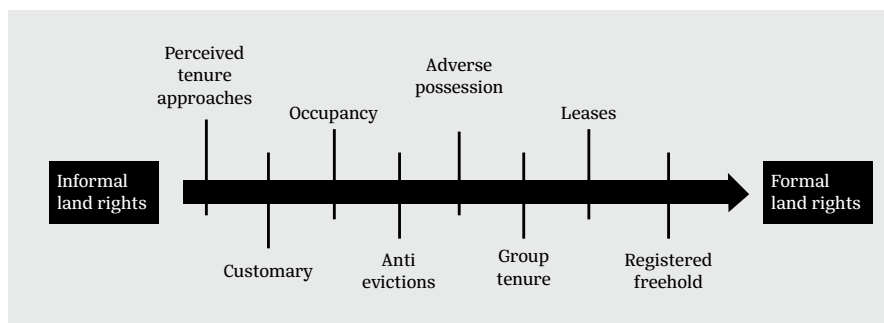 Perceived
tenure
approaches
Occupancy
Adverse
possession
Leases
Informal
land rights
Formal
land rights
Customary
Anti
evictions
Group
tenure
Registered
freehold